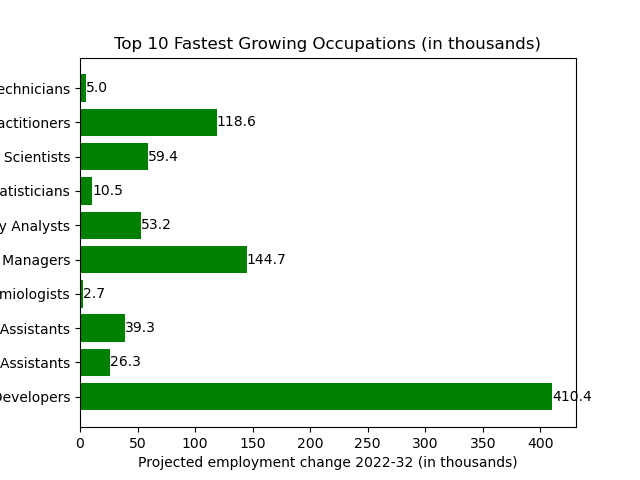 Top 10 Fastest Growing Occupations (in thousands)
echnicians 5.0
actitioners 118.6
Scientists 59.4
atisticians 10.5
y Analysts 53.2
Managers 144.7
miologists 2.7
Assistants 39.3
Assistants 26.3
Developers 410.4
0 50 100 150 200 250 300 350 400
Projected employment change 2022-32 (in thousands)